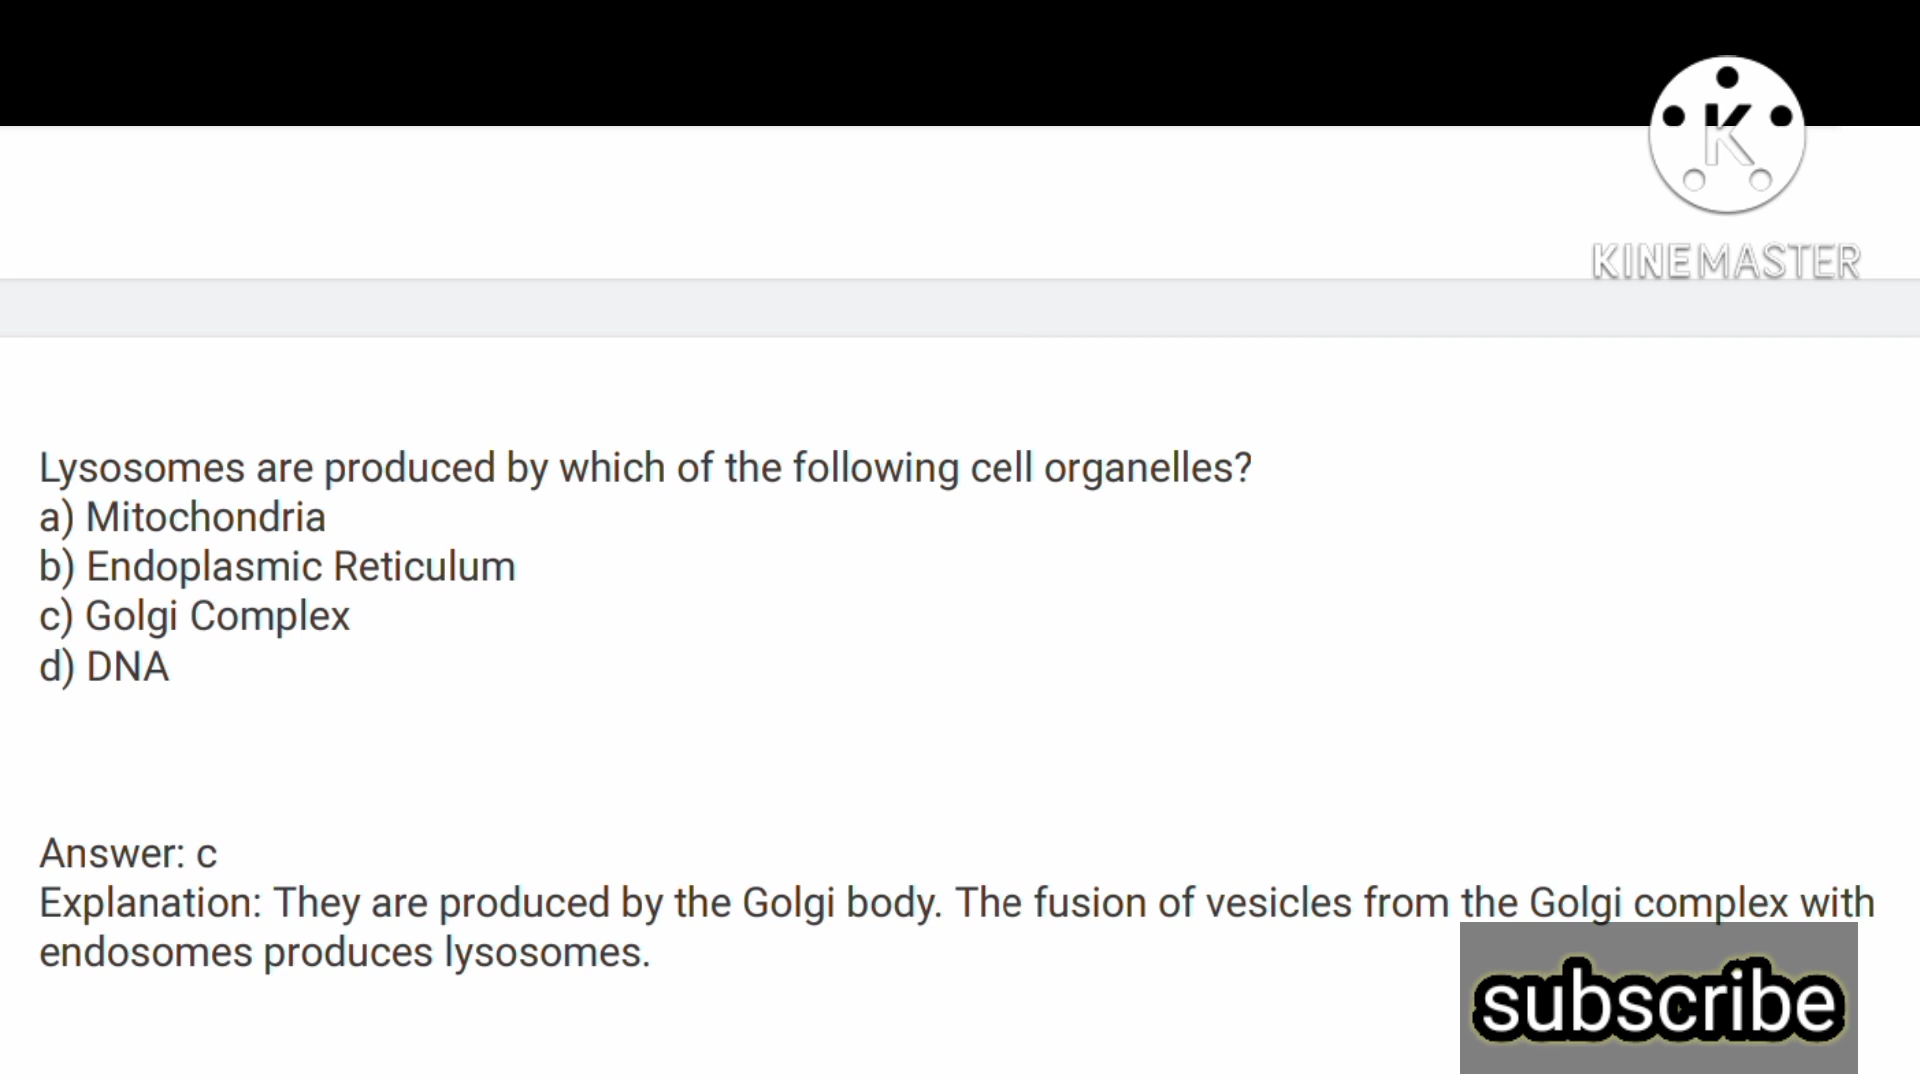 K
KINEMASTER
Lysosomes are produced by which of the following cell organelles?
a) Mitochondria
b) Endoplasmic Reticulum
c) Golgi Complex
d) DNA
Answer: c
Explanation: They are produced by the Golgi body. The fusion of vesicles from the Golgi complex with
endosomes produces lysosomes.
subscribe